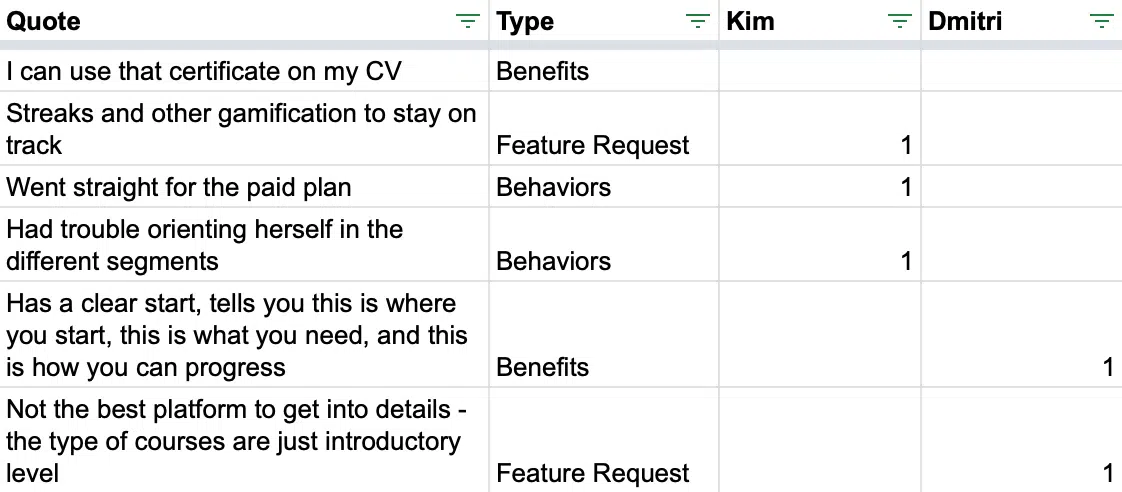 Quote Type Kim Dmitri
I can use that certificate on my CV Benefits
Streaks and other gamification to stay on
track Feature Request 1
Went straight for the paid plan Behaviors 1
Had trouble orienting herself in the
different segments Behaviors 1
Has a clear start, tells you this is where
you start, this is what you need, and this
is how you can progress Benefits 1
Not the best platform to get into details -
the type of courses are just introductory
level Feature Request 1